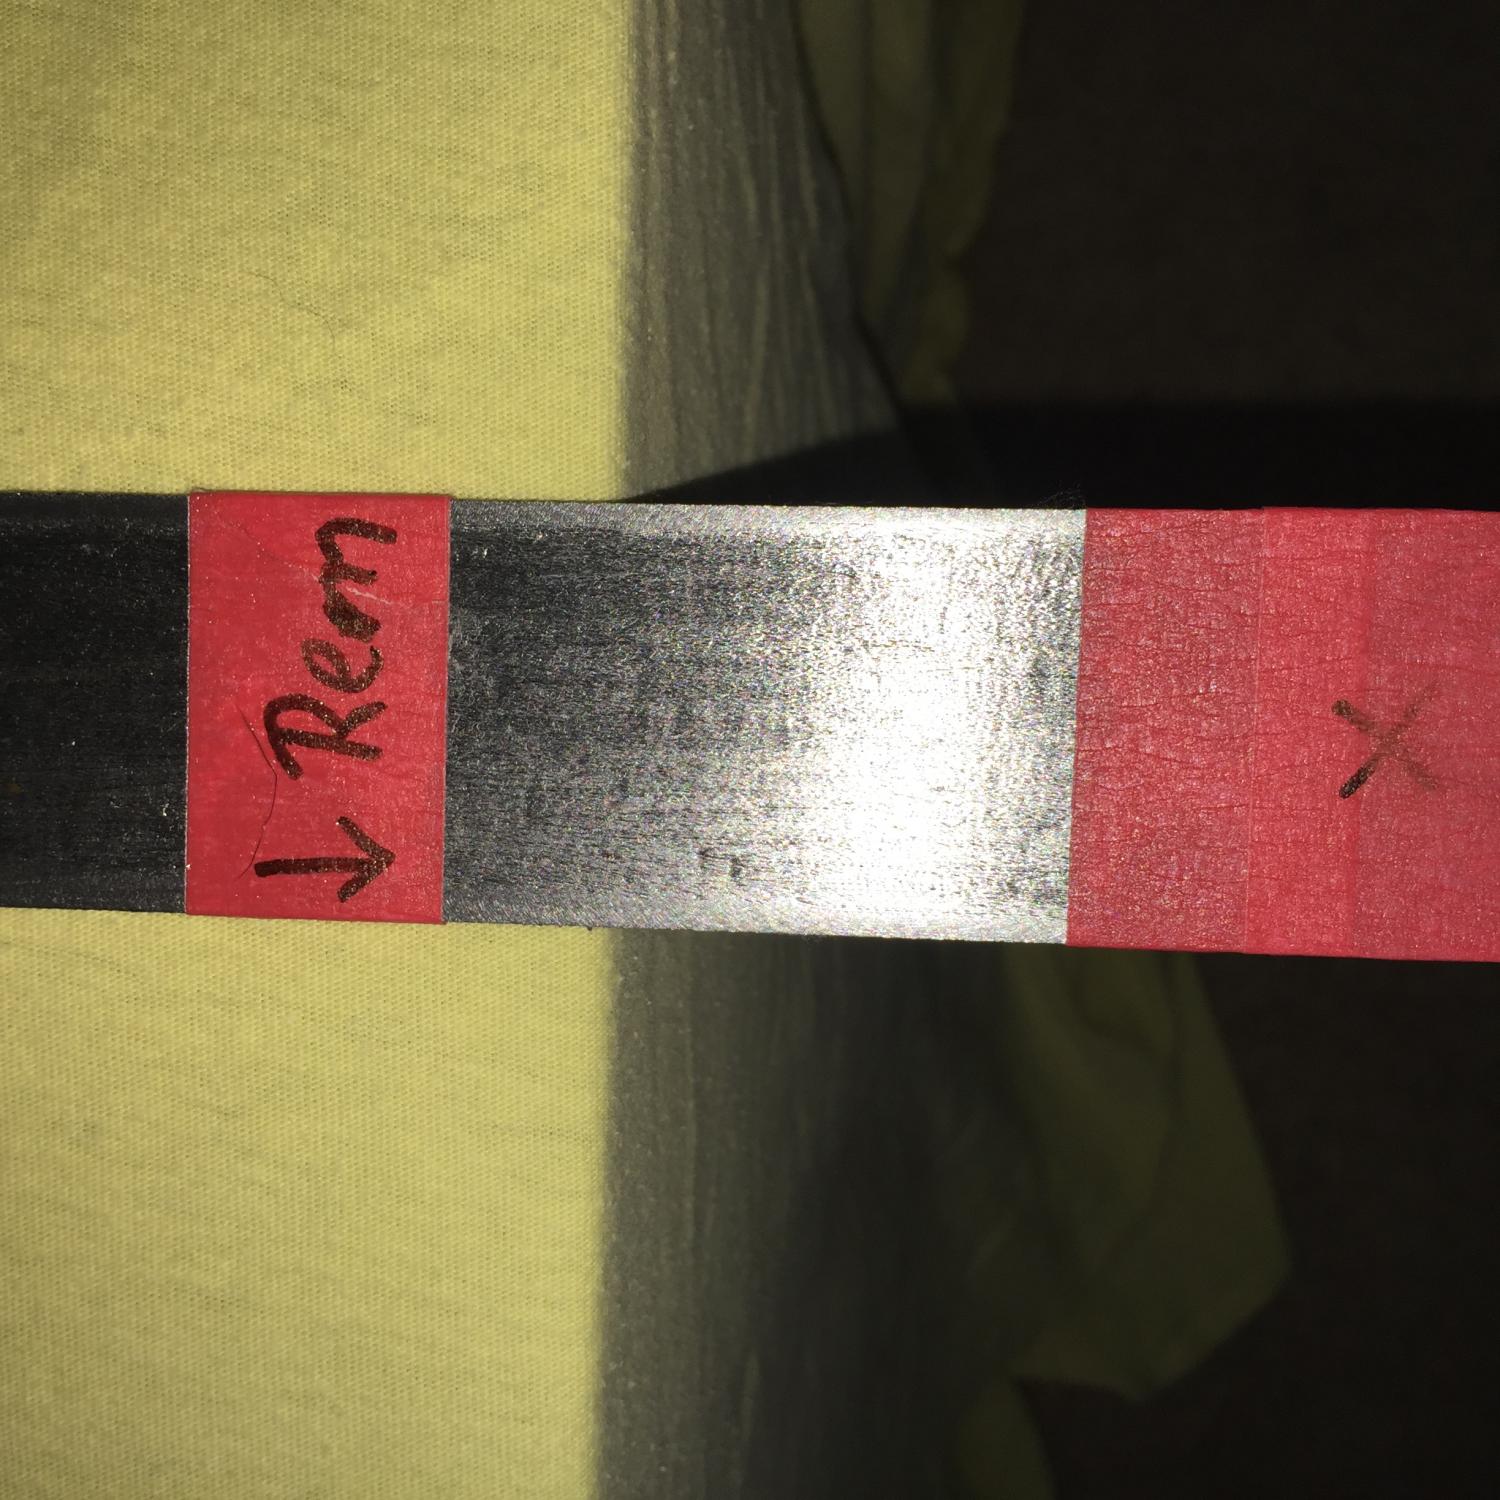 ↓ Rem
X